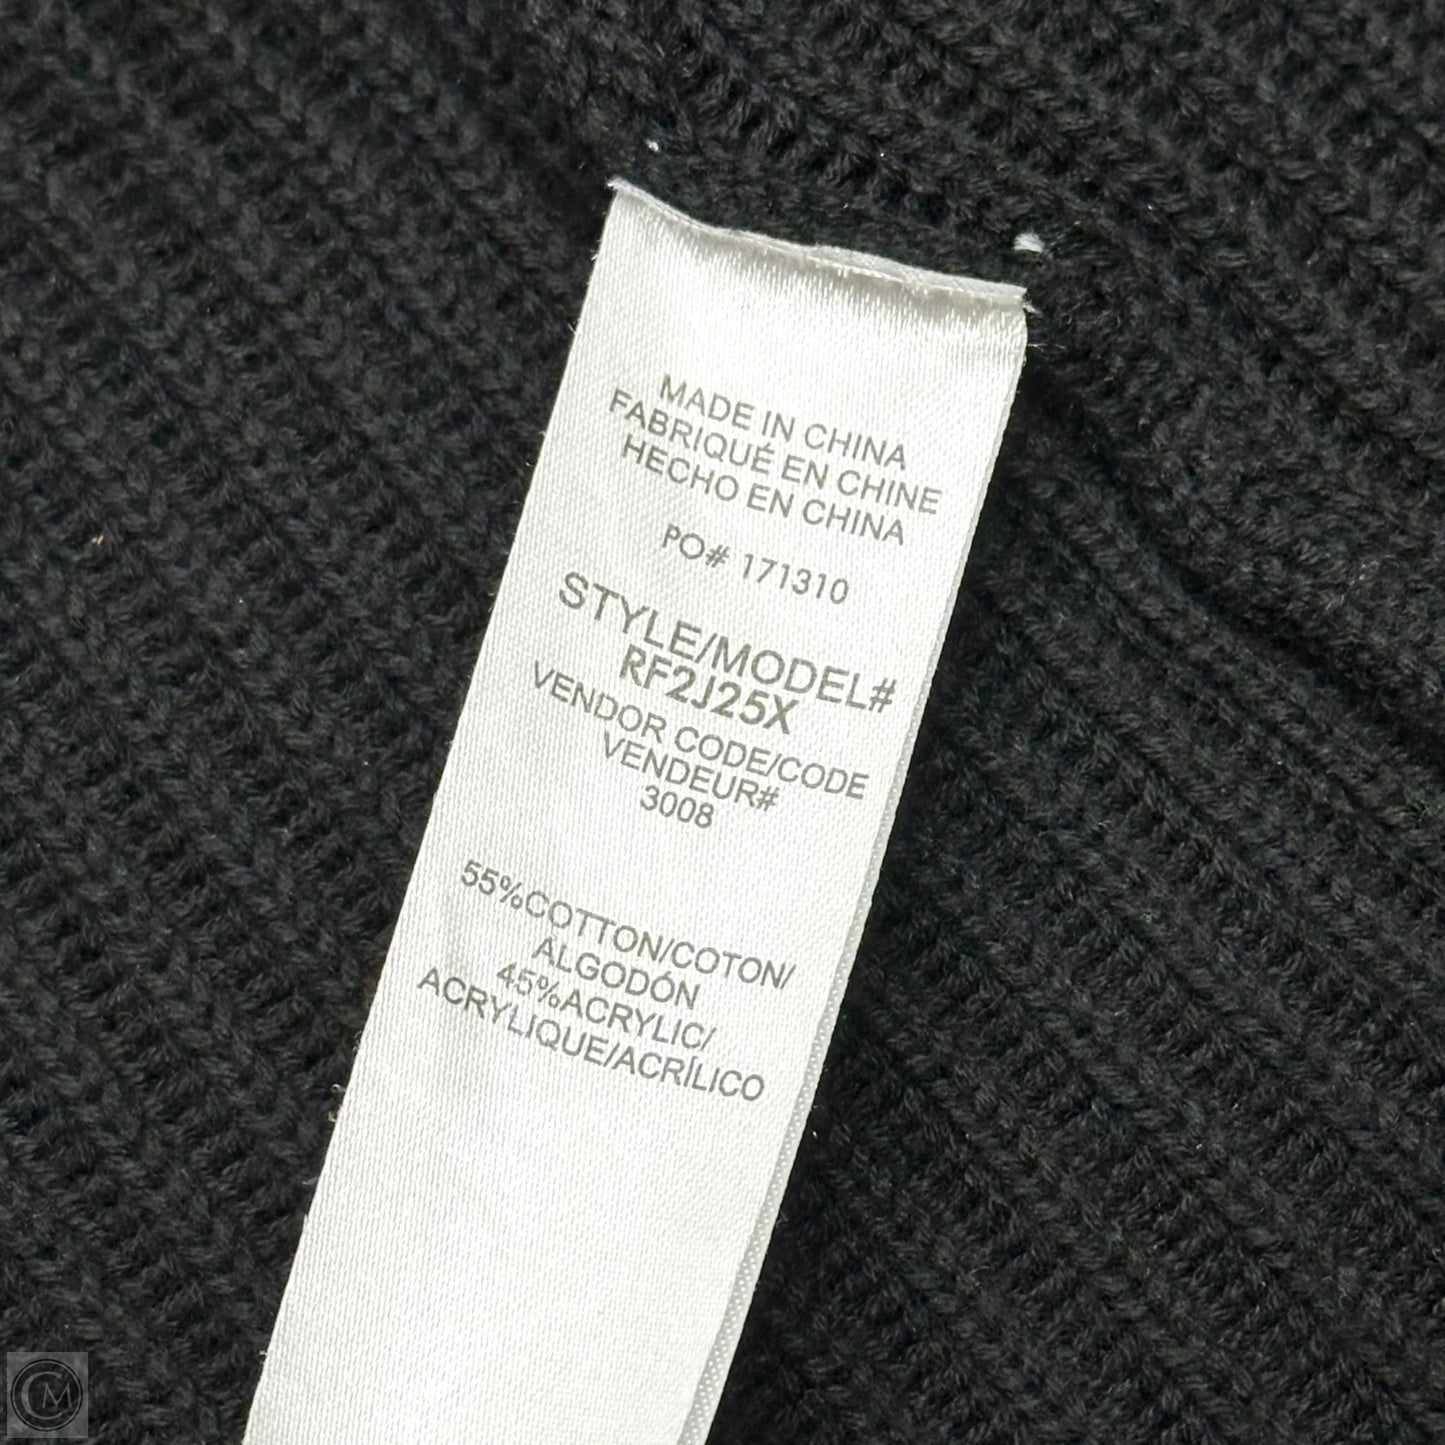 MADE IN CHINA
FABRIQUÉ EN CHINE
HECHO EN CHINA
PO# 171310
STYLE/MODEL#
RF2J25X
VENDOR CODE/CODE
VENDEUR#
3008
55%COTTON/COTON/
ALGODÓN
45%ACRYLIC/
ACRYLIQUE/ACRÍLICO
CM